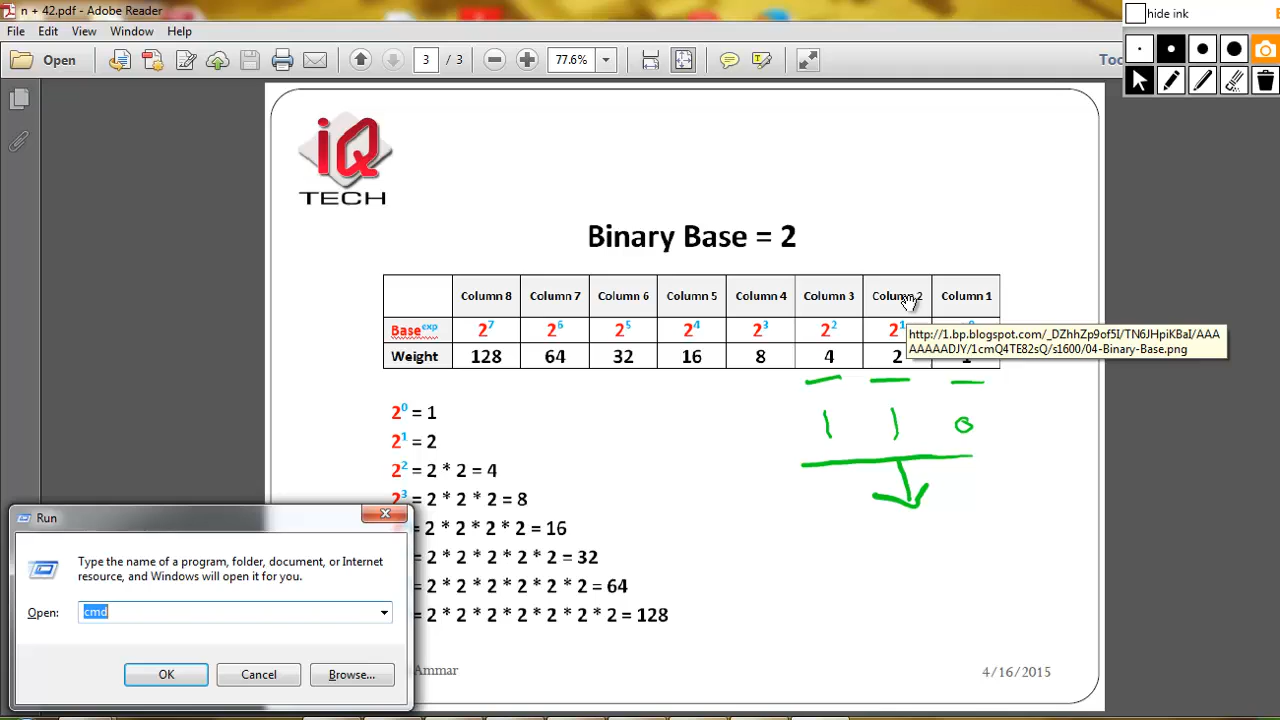 n + 42.pdf - Adobe Reader
hide ink
File Edit View Window Help
Open 3 / 3 77.6%
iQ
TECH
Binary Base = 2
Column 8 Column 7 Column 6 Column 5 Column 4 Column 3 Column 2 Column 1
Base^exp 2^7 2^6 2^5 2^4 2^3 2^2 2^1
Weight 128 64 32 16 8 4 2 1
http://1.bp.blogspot.com/_DZhhZp9of5I/TN6JHpiKBaI/AAA
AAAAADJY/1cmQ4TE82sQ/s1600/04-Binary-Base.png
1 1 0
2^0 = 1
2^1 = 2
2^2 = 2 * 2 = 4
2^3 = 2 * 2 * 2 = 8
= 2 * 2 * 2 * 2 = 16
= 2 * 2 * 2 * 2 * 2 = 32
= 2 * 2 * 2 * 2 * 2 * 2 = 64
= 2 * 2 * 2 * 2 * 2 * 2 * 2 = 128
Run
Type the name of a program, folder, document, or Internet
resource, and Windows will open it for you.
Open: cmd
OK Cancel Browse...
Ammar 4/16/2015